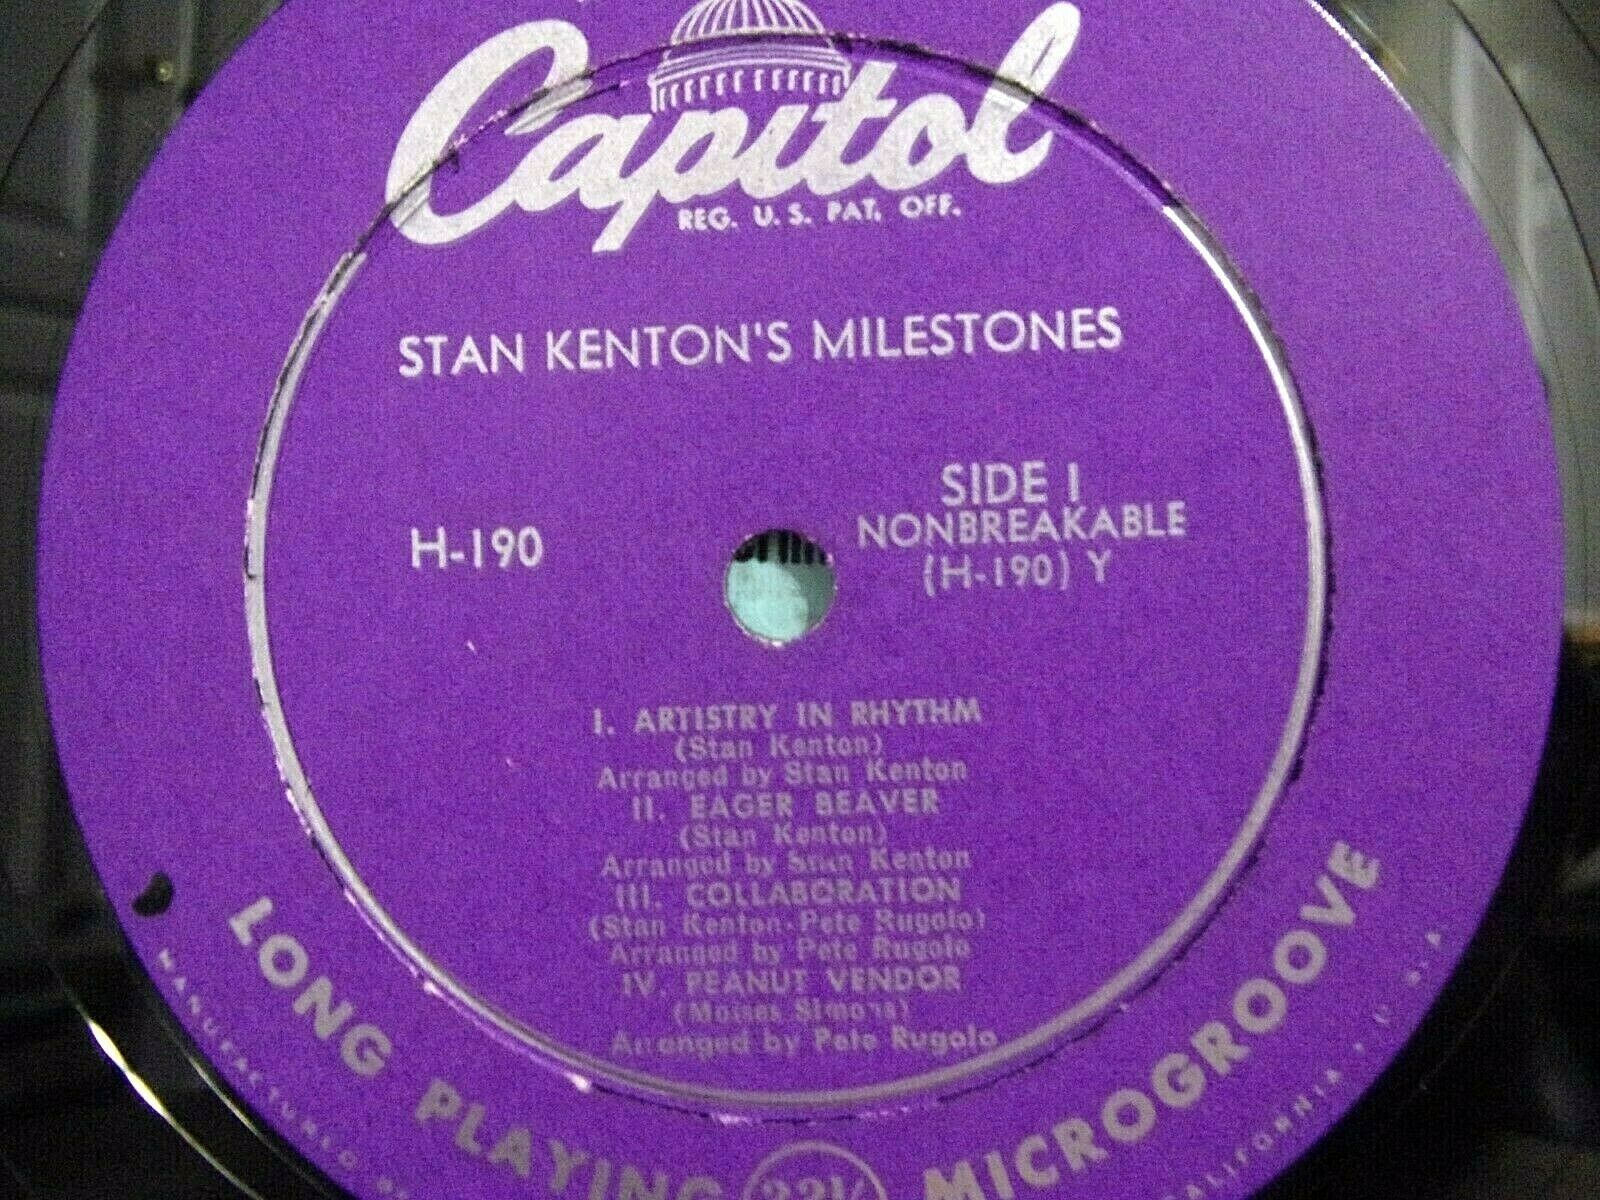 Capitol
REG. U. S. PAT. OFF.
STAN KENTON'S MILESTONES
H-190
SIDE I
NONBREAKABLE
(H-190) Y
I. ARTISTRY IN RHYTHM
(Stan Kenton)
Arranged by Stan Kenton
II. EAGER BEAVER
(Stan Kenton)
Arranged by Stan Kenton
III. COLLABORATION
(Stan Kenton-Pete Rugolo)
Arranged by Pete Rugolo
IV. PEANUT VENDOR
(Moises Simons)
Arranged by Pete Rugolo
LONG PLAYING MICROGROOVE
MANUFACTURED
CALIFORNIA